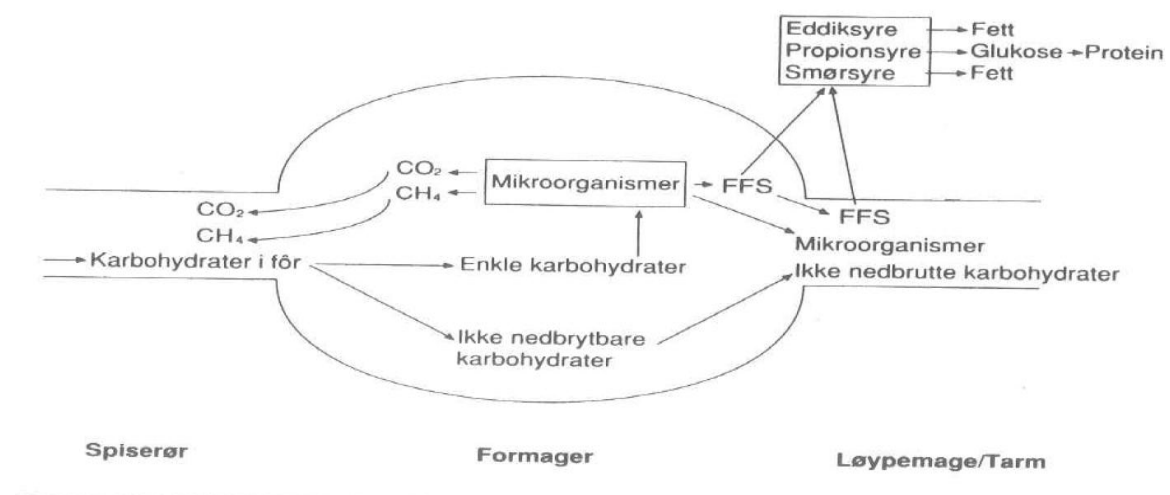 Eddiksyre → Fett
Propionsyre → Glukose → Protein
Smørsyre → Fett
CO₂
CH₄
Mikroorganismer
FFS
CO₂
CH₄
FFS
Mikroorganismer
Karbohydrater i fôr
Enkle karbohydrater
Ikke nedbrutte karbohydrater
Ikke nedbrytbare
karbohydrater
Spiserør
Formager
Løypemage/Tarm